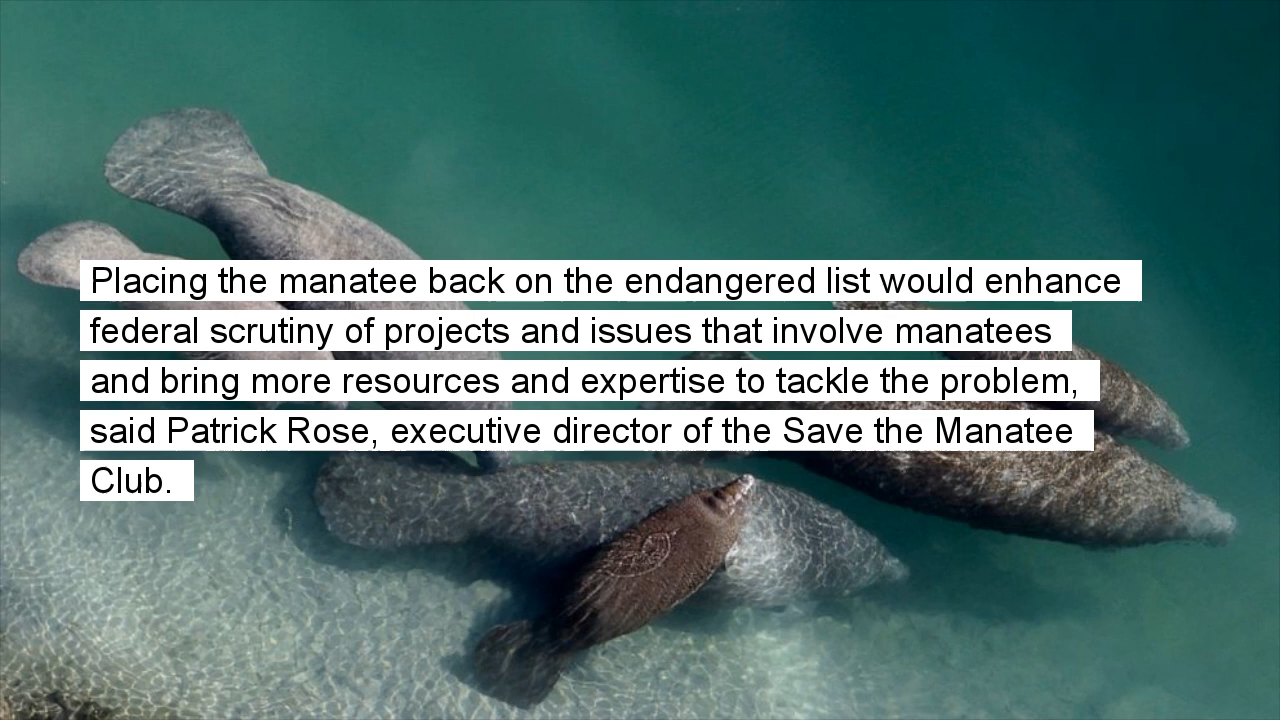 Placing the manatee back on the endangered list would enhance
federal scrutiny of projects and issues that involve manatees
and bring more resources and expertise to tackle the problem,
said Patrick Rose, executive director of the Save the Manatee
Club.